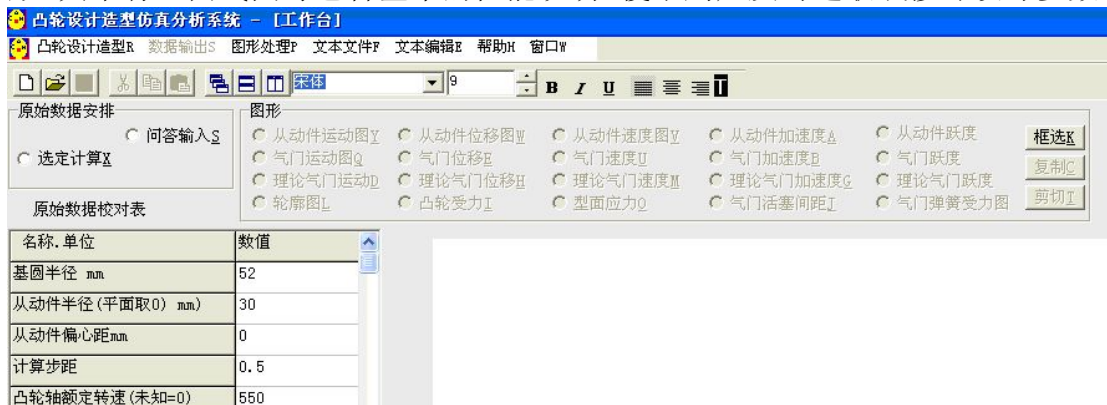 凸轮设计造型仿真分析系统 - [工作台]
凸轮设计造型R 数据输出S 图形处理P 文本文件F 文本编辑E 帮助H 窗口W
宋体 9 B I U
原始数据安排
问答输入S
选定计算X
图形
从动件运动图Y 从动件位移图W 从动件速度图V 从动件加速度A 从动件跃度
气门运动图Q 气门位移E 气门速度U 气门加速度B 气门跃度
理论气门运动D 理论气门位移H 理论气门速度M 理论气门加速度G 理论气门跃度
轮廓图L 凸轮受力I 型面应力O 气门活塞间距J 气门弹簧受力图
框选K
复制C
剪切T
原始数据校对表
名称.单位 数值
基圆半径 mm 52
从动件半径(平面取0) mm) 30
从动件偏心距mm 0
计算步距 0.5
凸轮轴额定转速(未知=0) 550